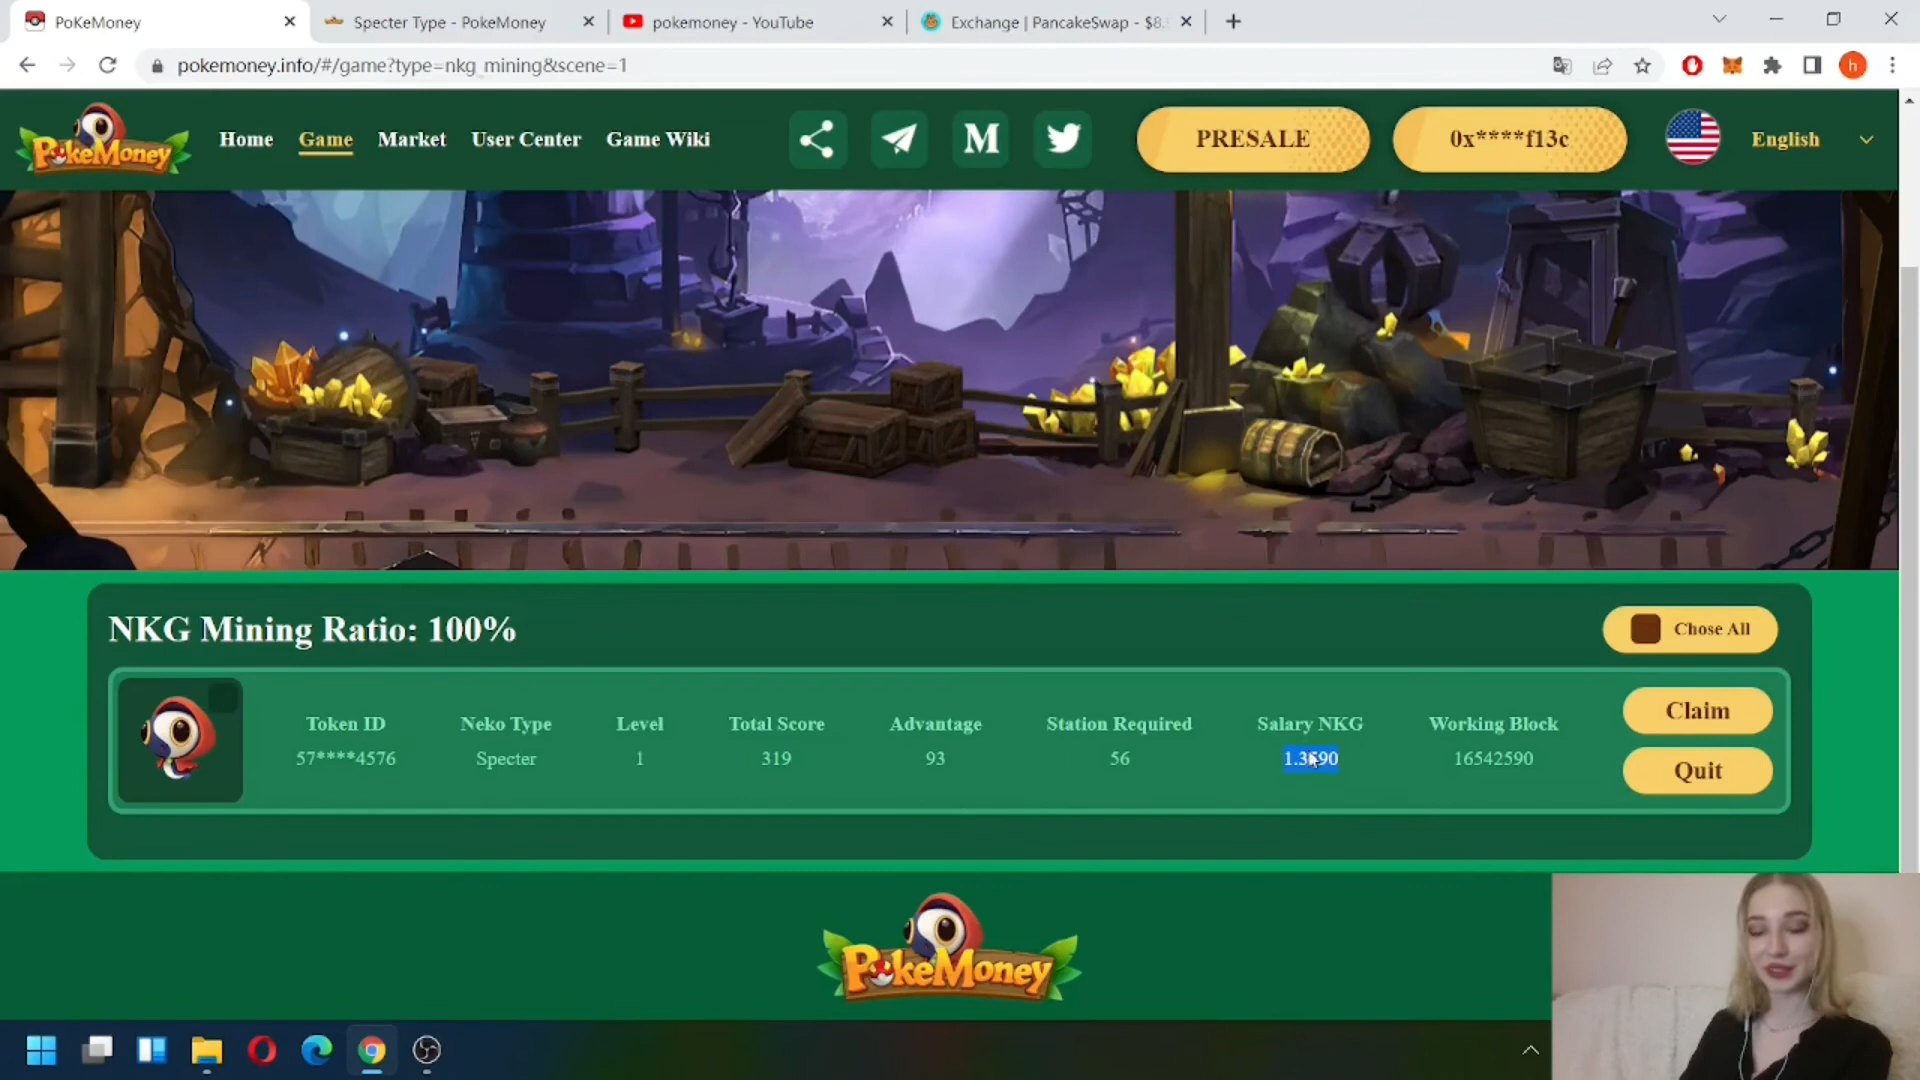 PoKeMoney
Specter Type - PokeMoney
pokemoney - YouTube
Exchange | PancakeSwap - $8.
pokemoney.info/#/game?type=nkg_mining&scene=1
h
PokeMoney
Home
Game
Market
User Center
Game Wiki
M
PRESALE
0x****f13c
English
NKG Mining Ratio: 100%
Chose All
Token ID
Neko Type
Level
Total Score
Advantage
Station Required
Salary NKG
Working Block
57****4576
Specter
1
319
93
56
16542590
Claim
Quit
PokeMoney